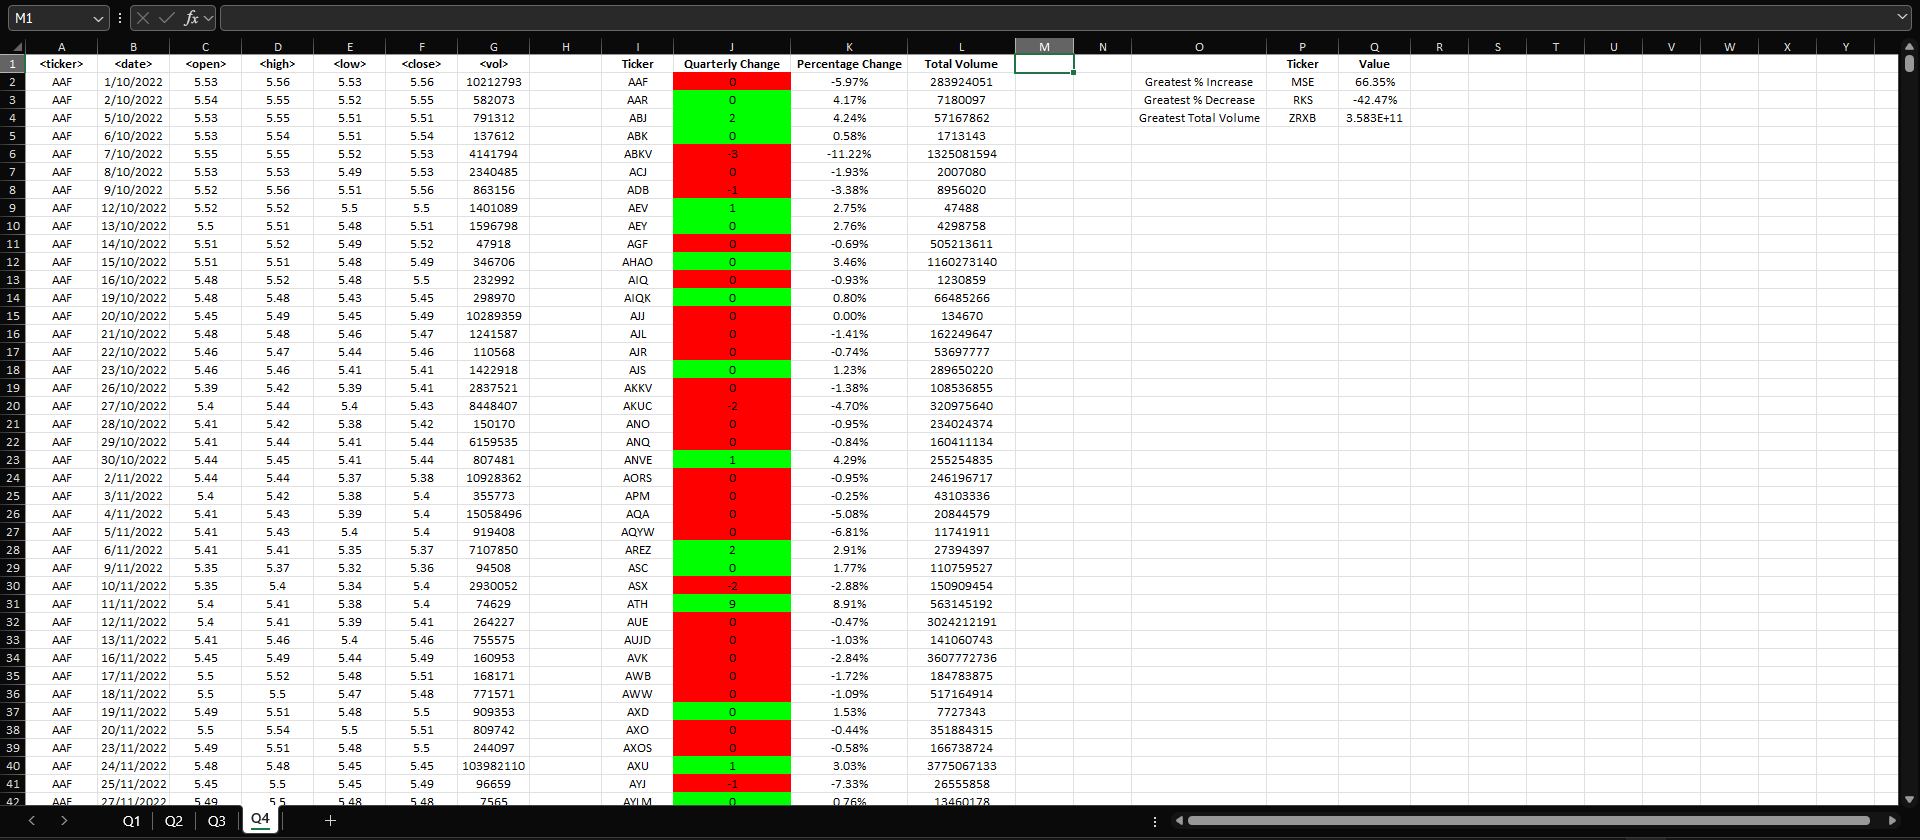 M1
fx
A B C D E F G H I J K L M N O P Q R S T U V W X Y
1 <ticker> <date> <open> <high> <low> <close> <vol> Ticker Quarterly Change Percentage Change Total Volume Ticker Value
2 AAF 1/10/2022 5.53 5.56 5.53 5.56 10212793 AAF 0 -5.97% 283924051 Greatest % Increase MSE 66.35%
3 AAF 2/10/2022 5.54 5.55 5.52 5.55 582073 AAR 0 4.17% 7180097 Greatest % Decrease RKS -42.47%
4 AAF 5/10/2022 5.53 5.55 5.51 5.51 791312 ABJ 2 4.24% 57167862 Greatest Total Volume ZRXB 3.583E+11
5 AAF 6/10/2022 5.53 5.54 5.51 5.54 137612 ABK 0 0.58% 1713143
6 AAF 7/10/2022 5.55 5.55 5.52 5.53 4141794 ABKV -3 -11.22% 1325081594
7 AAF 8/10/2022 5.53 5.53 5.49 5.53 2340485 ACJ 0 -1.93% 2007080
8 AAF 9/10/2022 5.52 5.56 5.51 5.56 863156 ADB -1 -3.38% 8956020
9 AAF 12/10/2022 5.52 5.52 5.5 5.5 1401089 AEV 1 2.75% 47488
10 AAF 13/10/2022 5.5 5.51 5.48 5.51 1596798 AEY 0 2.76% 4298758
11 AAF 14/10/2022 5.51 5.52 5.49 5.52 47918 AGF 0 -0.69% 505213611
12 AAF 15/10/2022 5.51 5.51 5.48 5.49 346706 AHAO 0 3.46% 1160273140
13 AAF 16/10/2022 5.48 5.52 5.48 5.5 232992 AIQ 0 -0.93% 1230859
14 AAF 19/10/2022 5.48 5.48 5.43 5.45 298970 AIQK 0 0.80% 66485266
15 AAF 20/10/2022 5.45 5.49 5.45 5.49 10289359 AJJ 0 0.00% 134670
16 AAF 21/10/2022 5.48 5.48 5.46 5.47 1241587 AJL 0 -1.41% 162249647
17 AAF 22/10/2022 5.46 5.47 5.44 5.46 110568 AJR 0 -0.74% 53697777
18 AAF 23/10/2022 5.46 5.46 5.41 5.41 1422918 AJS 0 1.23% 289650220
19 AAF 26/10/2022 5.39 5.42 5.39 5.41 2837521 AKKV 0 -1.38% 108536855
20 AAF 27/10/2022 5.4 5.44 5.4 5.43 8448407 AKUC -2 -4.70% 320975640
21 AAF 28/10/2022 5.41 5.42 5.38 5.42 150170 ANO 0 -0.95% 234024374
22 AAF 29/10/2022 5.41 5.44 5.41 5.44 6159535 ANQ 0 -0.84% 160411134
23 AAF 30/10/2022 5.44 5.45 5.41 5.44 807481 ANVE 1 4.29% 255254835
24 AAF 2/11/2022 5.44 5.44 5.37 5.38 10928362 AORS 0 -0.95% 246196717
25 AAF 3/11/2022 5.4 5.42 5.38 5.4 355773 APM 0 -0.25% 43103336
26 AAF 4/11/2022 5.41 5.43 5.39 5.4 15058496 AQA 0 -5.08% 20844579
27 AAF 5/11/2022 5.41 5.43 5.4 5.4 919408 AQYW 0 -6.81% 11741911
28 AAF 6/11/2022 5.41 5.41 5.35 5.37 7107850 AREZ 2 2.91% 27394397
29 AAF 9/11/2022 5.35 5.37 5.32 5.36 94508 ASC 0 1.77% 110759527
30 AAF 10/11/2022 5.35 5.4 5.34 5.4 2930052 ASX -2 -2.88% 150909454
31 AAF 11/11/2022 5.4 5.41 5.38 5.4 74629 ATH 9 8.91% 563145192
32 AAF 12/11/2022 5.4 5.41 5.39 5.41 264227 AUE 0 -0.47% 3024212191
33 AAF 13/11/2022 5.41 5.46 5.4 5.46 755575 AUJD 0 -1.03% 141060743
34 AAF 16/11/2022 5.45 5.49 5.44 5.49 160953 AVK 0 -2.84% 3607772736
35 AAF 17/11/2022 5.5 5.52 5.48 5.51 168171 AWB 0 -1.72% 184783875
36 AAF 18/11/2022 5.5 5.5 5.47 5.48 771571 AWW 0 -1.09% 517164914
37 AAF 19/11/2022 5.49 5.51 5.48 5.5 909353 AXD 0 1.53% 7727343
38 AAF 20/11/2022 5.5 5.54 5.5 5.51 809742 AXO 0 -0.44% 351884315
39 AAF 23/11/2022 5.49 5.51 5.48 5.5 244097 AXOS 0 -0.58% 166738724
40 AAF 24/11/2022 5.48 5.48 5.45 5.45 103982110 AXU 1 3.03% 3775067133
41 AAF 25/11/2022 5.45 5.5 5.45 5.49 96659 AYJ -1 -7.33% 26555858
42 AAF 27/11/2022 5.49 5.5 5.48 5.48 7565 AYLM 0 0.76% 13460178
Q1 Q2 Q3 Q4 +